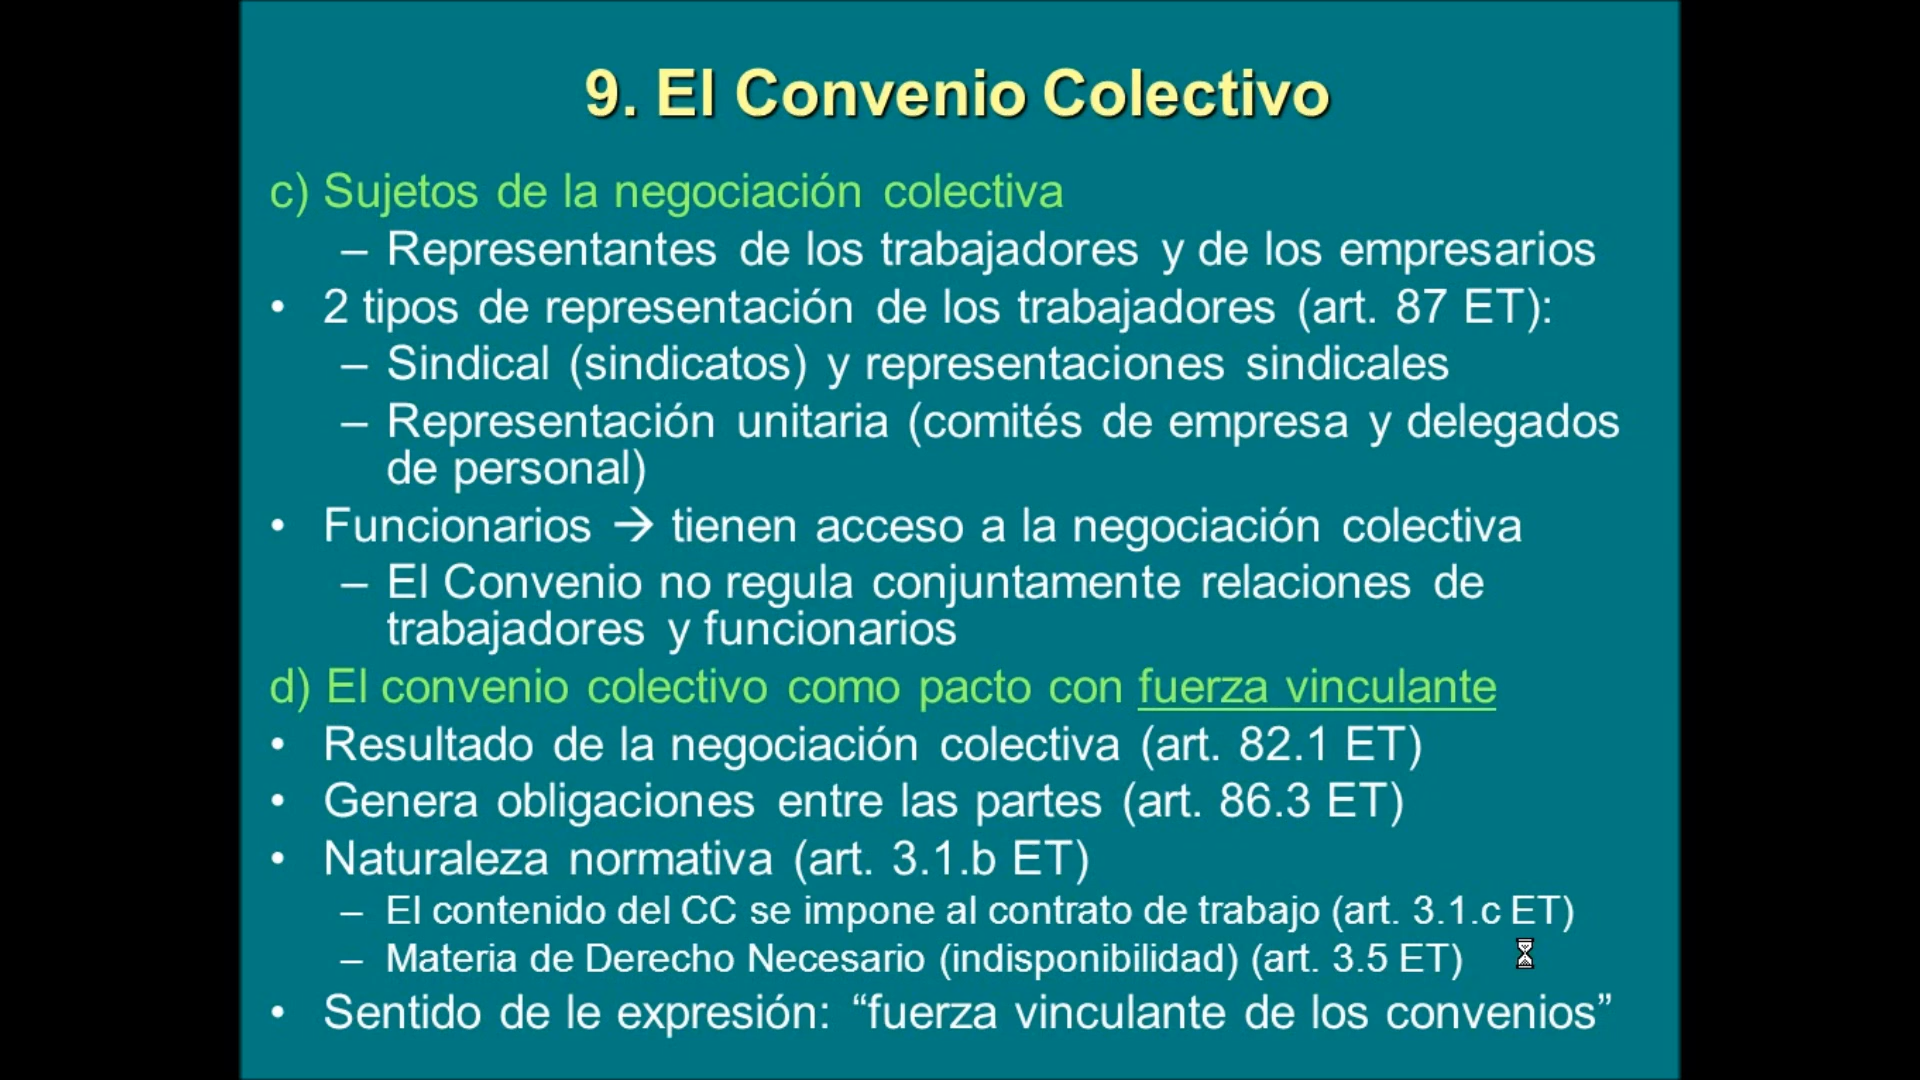 9. El Convenio Colectivo
c) Sujetos de la negociación colectiva
– Representantes de los trabajadores y de los empresarios
• 2 tipos de representación de los trabajadores (art. 87 ET):
– Sindical (sindicatos) y representaciones sindicales
– Representación unitaria (comités de empresa y delegados
de personal)
• Funcionarios → tienen acceso a la negociación colectiva
– El Convenio no regula conjuntamente relaciones de
trabajadores y funcionarios
d) El convenio colectivo como pacto con fuerza vinculante
• Resultado de la negociación colectiva (art. 82.1 ET)
• Genera obligaciones entre las partes (art. 86.3 ET)
• Naturaleza normativa (art. 3.1.b ET)
– El contenido del CC se impone al contrato de trabajo (art. 3.1.c ET)
– Materia de Derecho Necesario (indisponibilidad) (art. 3.5 ET)
• Sentido de le expresión: “fuerza vinculante de los convenios”